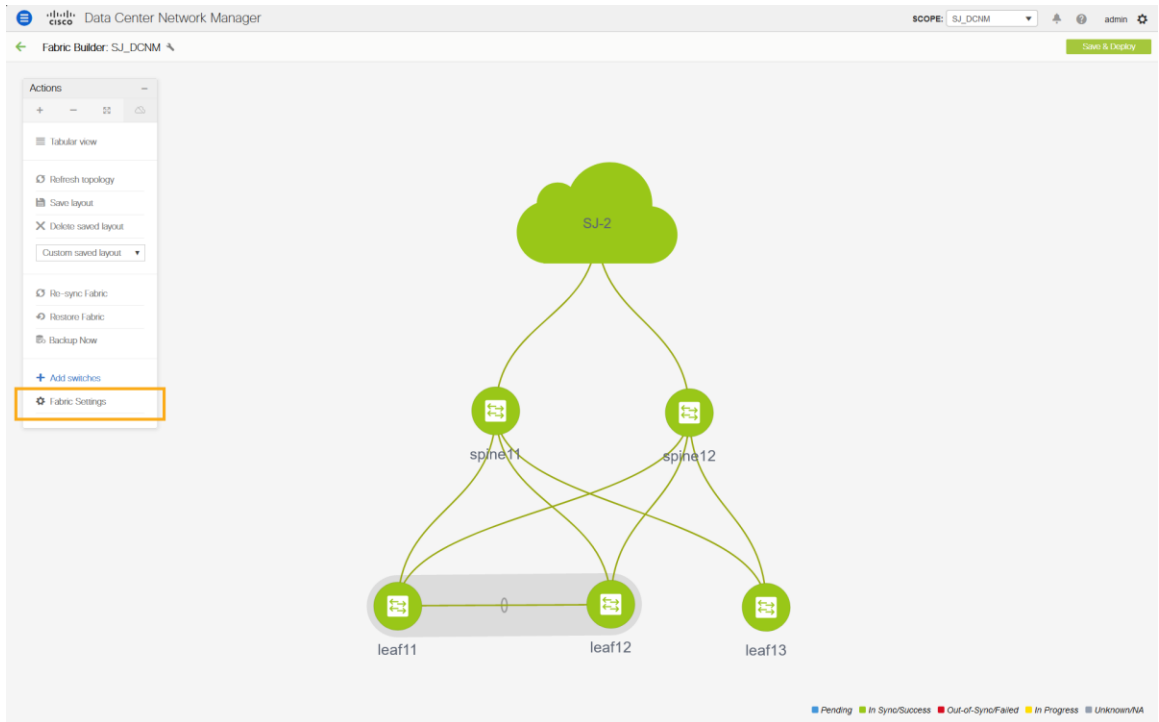 cisco Data Center Network Manager SCOPE: SJ_DCNM admin
Fabric Builder: SJ_DCNM Save & Deploy
Actions
Tabular view
Refresh topology
Save layout
Delete saved layout
Custom saved layout
Re-sync Fabric
Restore Fabric
Backup Now
Add switches
Fabric Settings
SJ-2
spine11
spine12
leaf11
leaf12
leaf13
Pending In Sync/Success Out-of-Sync/Failed In Progress Unknown/NA